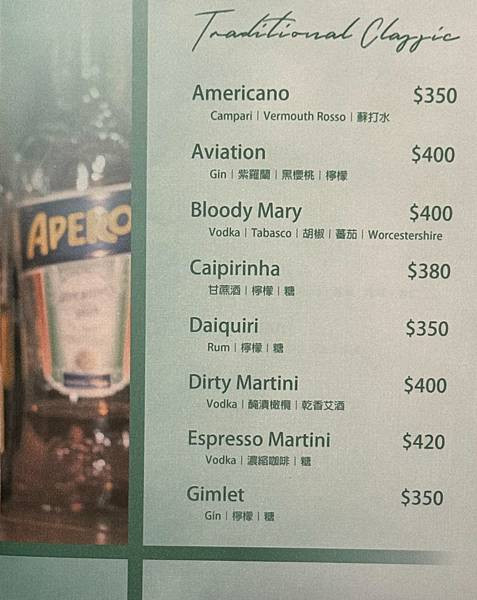 Traditional Classic
Americano $350
Campari | Vermouth Rosso | 蘇打水
Aviation $400
Gin | 紫羅蘭 | 黑櫻桃 | 檸檬
Bloody Mary $400
Vodka | Tabasco | 胡椒 | 蕃茄 | Worcestershire
Caipirinha $380
甘蔗酒 | 檸檬 | 糖
Daiquiri $350
Rum | 檸檬 | 糖
Dirty Martini $400
Vodka | 醃漬橄欖 | 乾香艾酒
Espresso Martini $420
Vodka | 濃縮咖啡 | 糖
Gimlet $350
Gin | 檸檬 | 糖
APERO